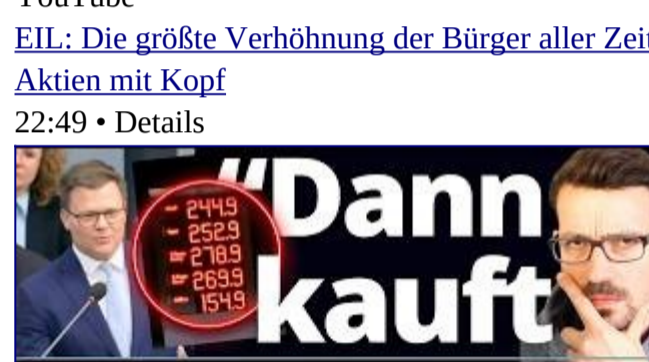 YouTube
EIL: Die größte Verhöhnung der Bürger aller Zeit
Aktien mit Kopf
22:49 • Details
“Dann
kauft
244.9
252.9
278.9
269.9
154.9